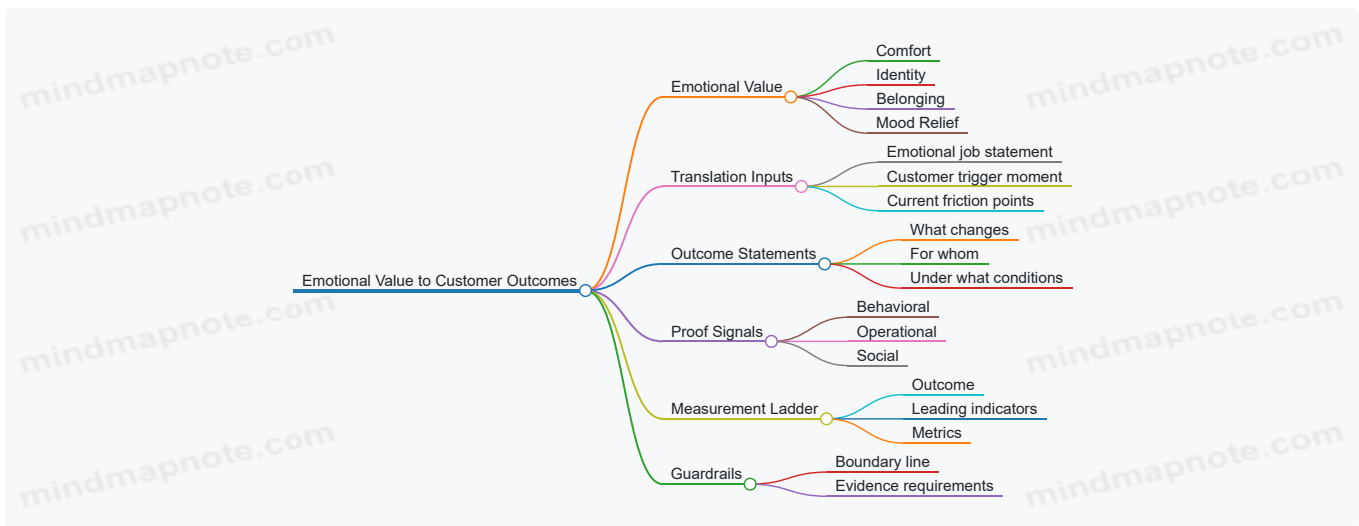 Emotional Value to Customer Outcomes
Emotional Value
Comfort
Identity
Belonging
Mood Relief
Translation Inputs
Emotional job statement
Customer trigger moment
Current friction points
Outcome Statements
What changes
For whom
Under what conditions
Proof Signals
Behavioral
Operational
Social
Measurement Ladder
Outcome
Leading indicators
Metrics
Guardrails
Boundary line
Evidence requirements
mindmapnote.com
mindmapnote.com
mindmapnote.com
mindmapnote.com
mindmapnote.com
mindmapnote.com
mindmapnote.com
mindmapnote.com